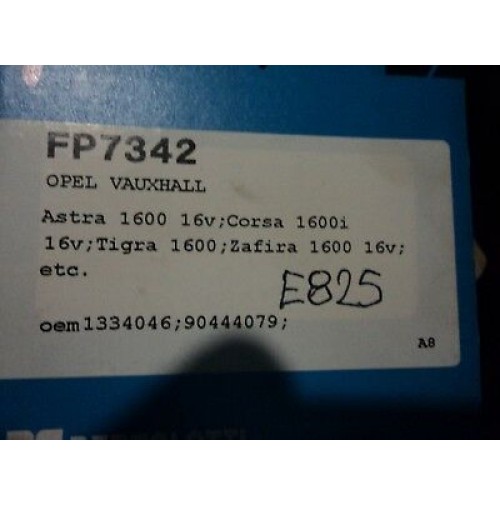 FP7342
OPEL VAUXHALL
Astra 1600 16v;Corsa 1600i
16v;Tigra 1600;Zafira 1600 16v;
etc.
E825
oem1334046;90444079;
A8